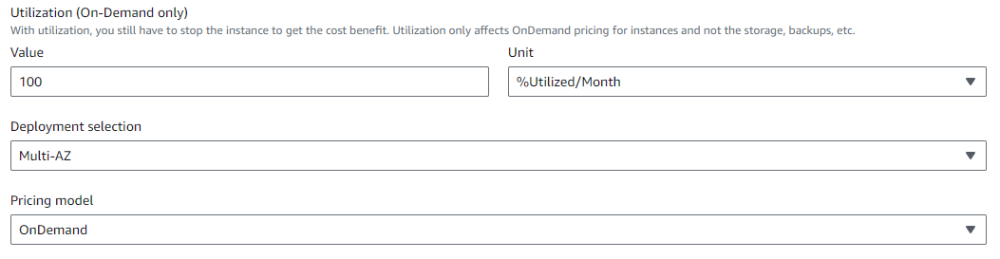 Utilization (On-Demand only)
With utilization, you still have to stop the instance to get the cost benefit. Utilization only affects OnDemand pricing for instances and not the storage, backups, etc.
Value
Unit
100
%Utilized/Month
Deployment selection
Multi-AZ
Pricing model
OnDemand